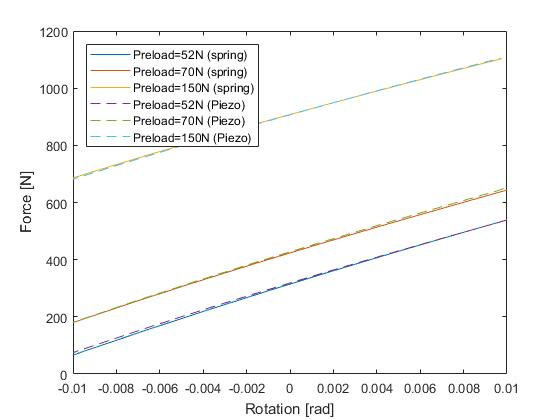 1200
1000
800
600
400
200
0
Force [N]
Preload=52N (spring)
Preload=70N (spring)
Preload=150N (spring)
Preload=52N (Piezo)
Preload=70N (Piezo)
Preload=150N (Piezo)
-0.01 -0.008 -0.006 -0.004 -0.002 0 0.002 0.004 0.006 0.008 0.01
Rotation [rad]